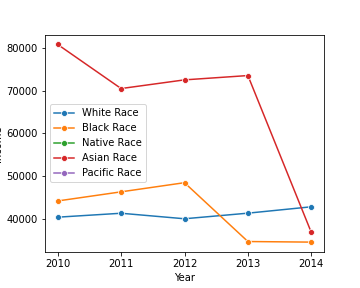 80000
70000
60000
50000
40000
White Race
Black Race
Native Race
Asian Race
Pacific Race
2010 2011 2012 2013 2014
Year